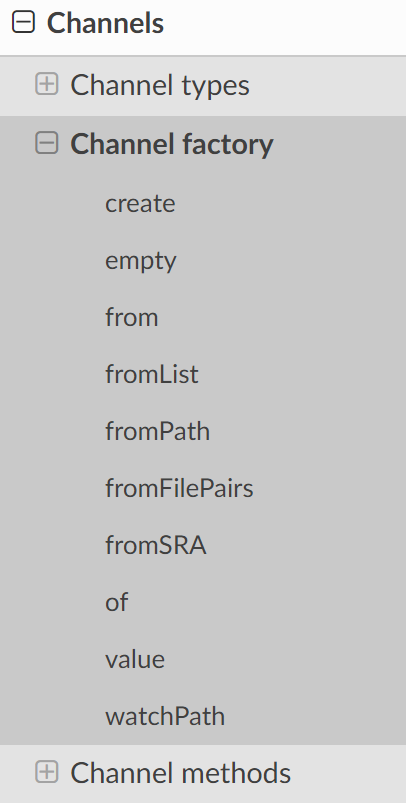 Channels
Channel types
Channel factory
create
empty
from
fromList
fromPath
fromFilePairs
fromSRA
of
value
watchPath
Channel methods